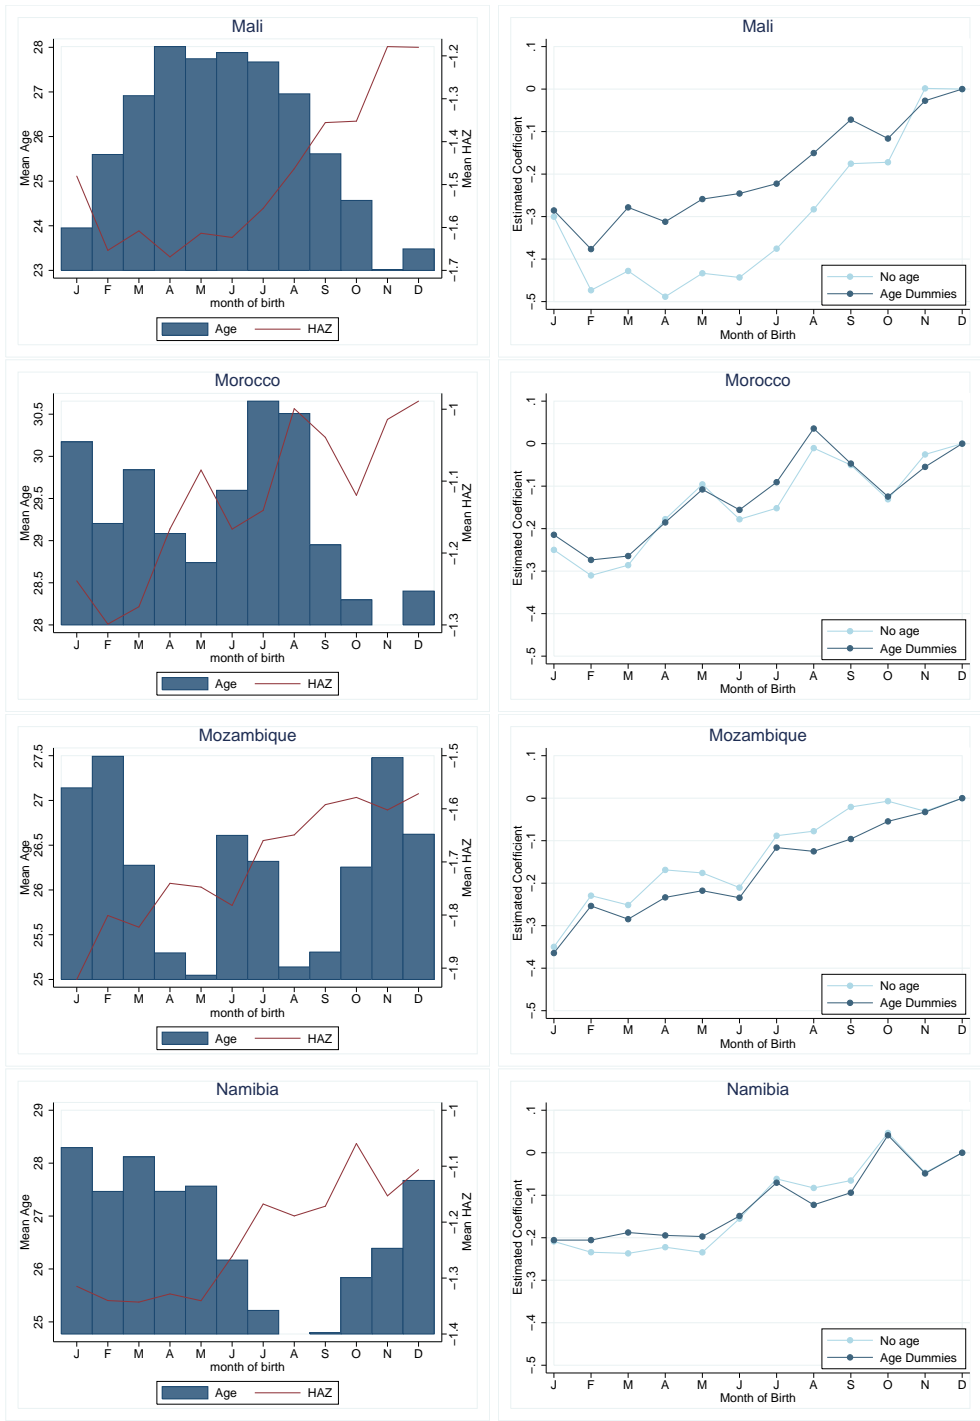 Mali
Mean Age
28
27
26
25
24
23
−1.2
−1.3
−1.4
−1.5
−1.6
−1.7
Mean HAZ
J F M A M J J A S O N D
month of birth
Age HAZ
Mali
Estimated Coefficient
.1
0
−.1
−.2
−.3
−.4
−.5
No age
Age Dummies
J F M A M J J A S O N D
Month of Birth
Morocco
Mean Age
30.5
30
29.5
29
28.5
28
−1
−1.1
−1.2
−1.3
Mean HAZ
J F M A M J J A S O N D
month of birth
Age HAZ
Morocco
Estimated Coefficient
.1
0
−.1
−.2
−.3
−.4
−.5
No age
Age Dummies
J F M A M J J A S O N D
Month of Birth
Mozambique
Mean Age
27.5
27
26.5
26
25.5
25
−1.5
−1.6
−1.7
−1.8
−1.9
Mean HAZ
J F M A M J J A S O N D
month of birth
Age HAZ
Mozambique
Estimated Coefficient
.1
0
−.1
−.2
−.3
−.4
−.5
No age
Age Dummies
J F M A M J J A S O N D
Month of Birth
Namibia
Mean Age
29
28
27
26
25
−1
−1.1
−1.2
−1.3
−1.4
Mean HAZ
J F M A M J J A S O N D
month of birth
Age HAZ
Namibia
Estimated Coefficient
.1
0
−.1
−.2
−.3
−.4
−.5
No age
Age Dummies
J F M A M J J A S O N D
Month of Birth